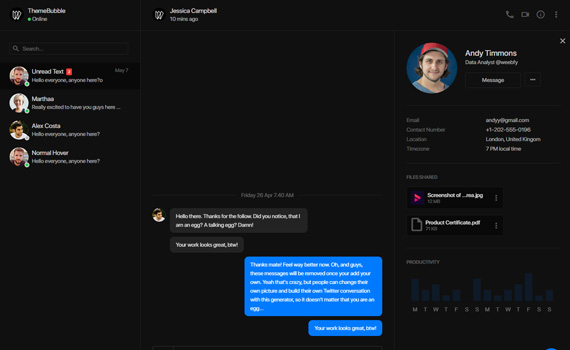 ThemeBubble
Online
Jessica Campbell
10 mins ago
Search...
Unread Text 2
May 7
Hello everyone, anyone here?o
Marthaa
Really excited to have you guys here ...
Alex Costa
Hello everyone, anyone here?
Normal Hover
Hello everyone, anyone here?
Friday 26 Apr 7:40 AM
Hello there. Thanks for the follow. Did you notice, that I
am an egg? A talking egg? Damn!
Your work looks great, btw!
Thanks mate! Feel way better now. Oh, and guys,
these messages will be removed once your add your
own. Yeah that's crazy, but people can change their
own picture and build their own Twitter conversation
with this generator, so it doesn't matter that you are an
egg...
Your work looks great, btw!
Andy Timmons
Data Analyst @weebify
Message
Email
andyy@gmail.com
Contact Number
+1-202-555-0196
Location
London, United Kingom
Timezone
7 PM local time
FILES SHARED
Screenshot of ...rea.jpg
12 MB
Product Certificate.pdf
71 KB
PRODUCTIVITY
M T W T F S S M T W T F S S